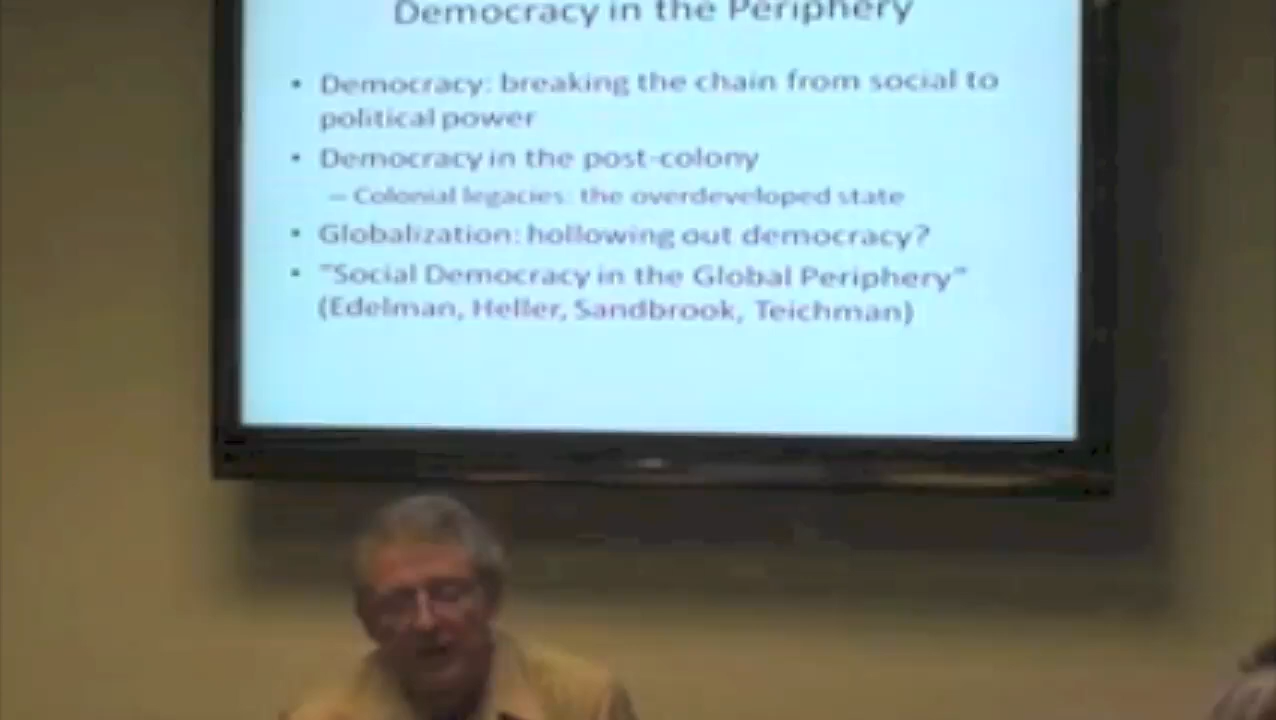 Democracy in the Periphery
• Democracy: breaking the chain from social to
political power
• Democracy in the post-colony
– Colonial legacies: the overdeveloped state
• Globalization: hollowing out democracy?
• "Social Democracy in the Global Periphery"
(Edelman, Heller, Sandbrook, Teichman)